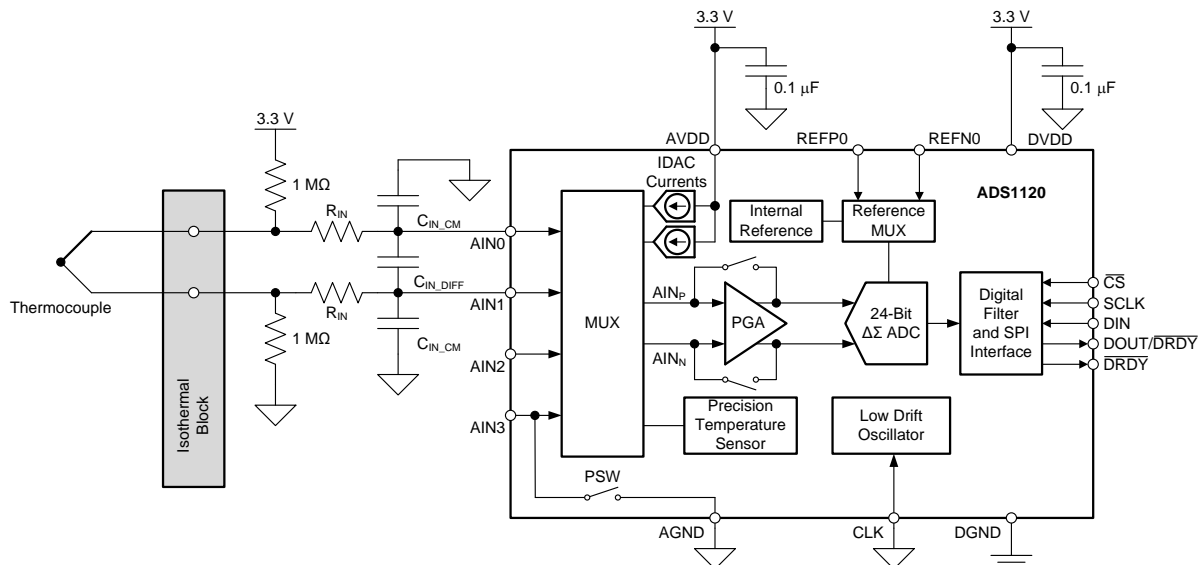 3.3 V
0.1 µF
3.3 V
0.1 µF
3.3 V
1 MΩ
R_IN
C_IN_CM
C_IN_DIFF
R_IN
1 MΩ
C_IN_CM
Thermocouple
Isothermal
Block
AVDD
REFP0
REFN0
DVDD
IDAC
Currents
ADS1120
Internal
Reference
Reference
MUX
AIN0
AIN1
AIN2
AIN3
MUX
AIN_P
AIN_N
PGA
24-Bit
ΔΣ ADC
Digital
Filter
and SPI
Interface
C̅S̅
SCLK
DIN
DOUT/D̅R̅D̅Y̅
D̅R̅D̅Y̅
Precision
Temperature
Sensor
Low Drift
Oscillator
PSW
AGND
CLK
DGND